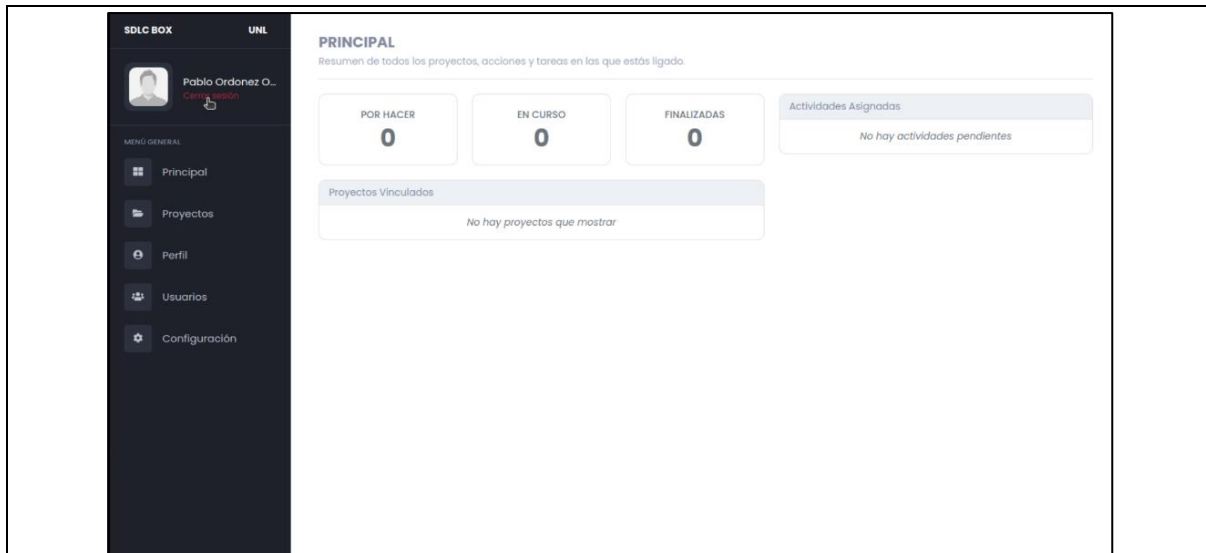 SDLC BOX UNL
Pablo Ordonez O...
Cerrar sesión
MENÚ GENERAL
Principal
Proyectos
Perfil
Usuarios
Configuración
PRINCIPAL
Resumen de todos los proyectos, acciones y tareas en las que estás ligado.
POR HACER
0
EN CURSO
0
FINALIZADAS
0
Actividades Asignadas
No hay actividades pendientes
Proyectos Vinculados
No hay proyectos que mostrar